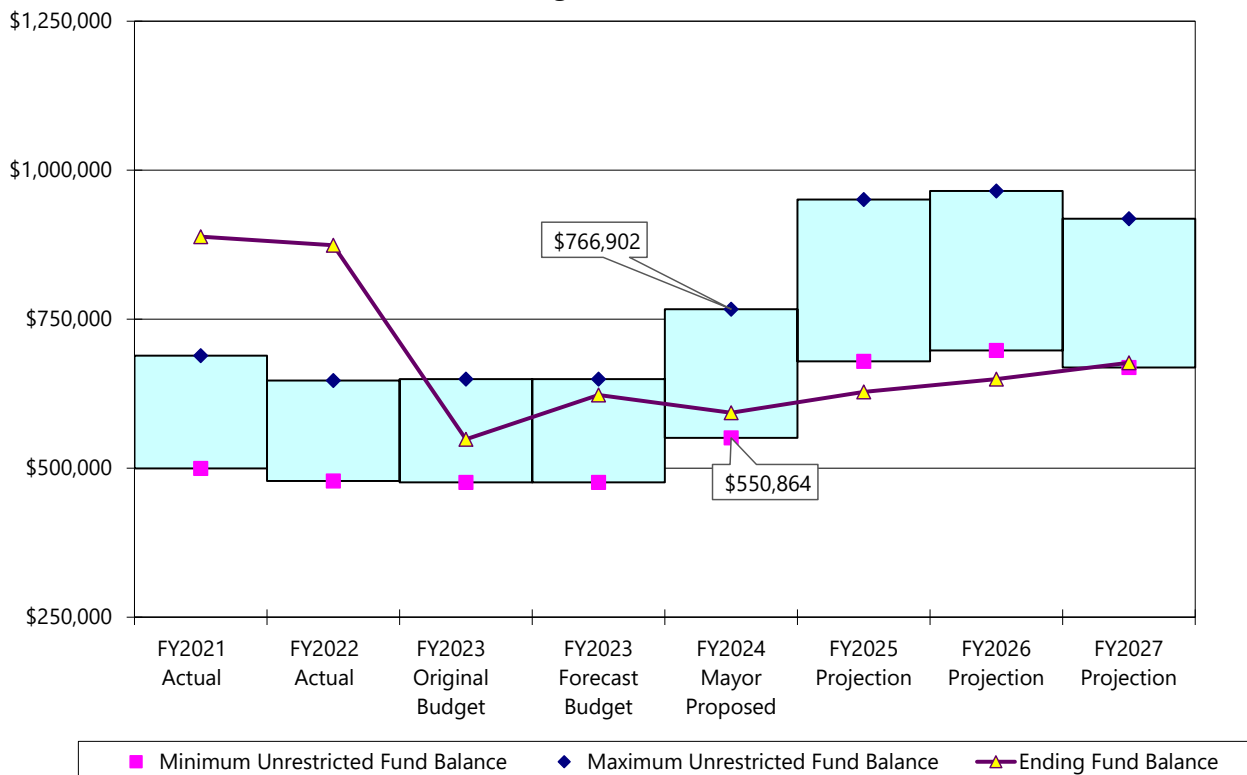 $1,250,000
$1,000,000
$766,902
$750,000
$500,000
$550,864
$250,000
FY2021 Actual
FY2022 Actual
FY2023 Original Budget
FY2023 Forecast Budget
FY2024 Mayor Proposed
FY2025 Projection
FY2026 Projection
FY2027 Projection
Minimum Unrestricted Fund Balance
Maximum Unrestricted Fund Balance
Ending Fund Balance